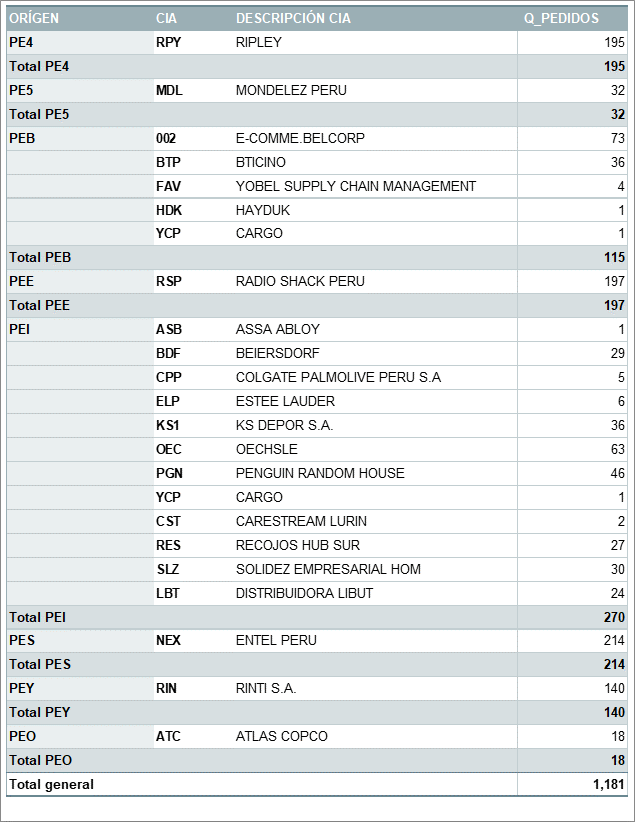 ORÍGEN CIA DESCRIPCIÓN CIA Q_PEDIDOS
PE4 RPY RIPLEY 195
Total PE4 195
PE5 MDL MONDELEZ PERU 32
Total PE5 32
PEB 002 E-COMME.BELCORP 73
BTP BTICINO 36
FAV YOBEL SUPPLY CHAIN MANAGEMENT 4
HDK HAYDUK 1
YCP CARGO 1
Total PEB 115
PEE RSP RADIO SHACK PERU 197
Total PEE 197
PEI ASB ASSA ABLOY 1
BDF BEIERSDORF 29
CPP COLGATE PALMOLIVE PERU S.A 5
ELP ESTEE LAUDER 6
KS1 KS DEPOR S.A. 36
OEC OECHSLE 63
PGN PENGUIN RANDOM HOUSE 46
YCP CARGO 1
CST CARESTREAM LURIN 2
RES RECOJOS HUB SUR 27
SLZ SOLIDEZ EMPRESARIAL HOM 30
LBT DISTRIBUIDORA LIBUT 24
Total PEI 270
PES NEX ENTEL PERU 214
Total PES 214
PEY RIN RINTI S.A. 140
Total PEY 140
PEO ATC ATLAS COPCO 18
Total PEO 18
Total general 1,181